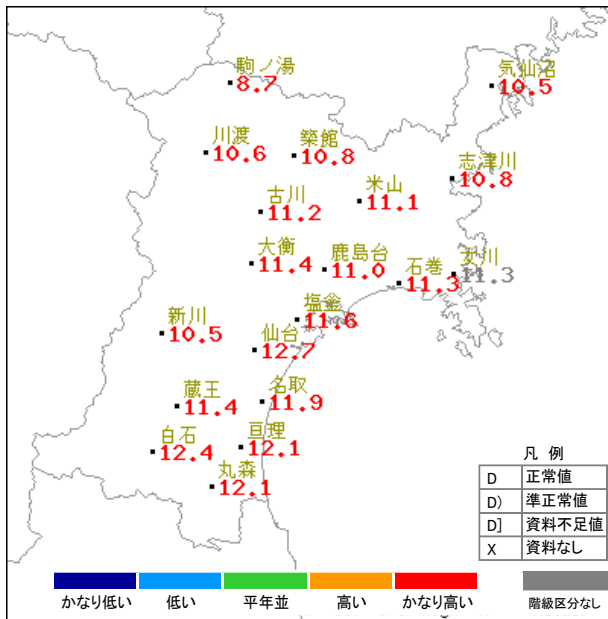 駒ノ湯
8.7
気仙沼
10.5
川渡
10.6
築館
10.8
志津川
10.8
米山
11.1
古川
11.2
大衡
11.4
鹿島台
11.0
石巻
11.3
女川
11.3
塩釜
11.6
新川
10.5
仙台
12.7
蔵王
11.4
名取
11.9
白石
12.4
亘理
12.1
丸森
12.1
凡 例
D 正常値
D) 準正常値
D] 資料不足値
X 資料なし
かなり低い 低い 平年並 高い かなり高い 階級区分なし